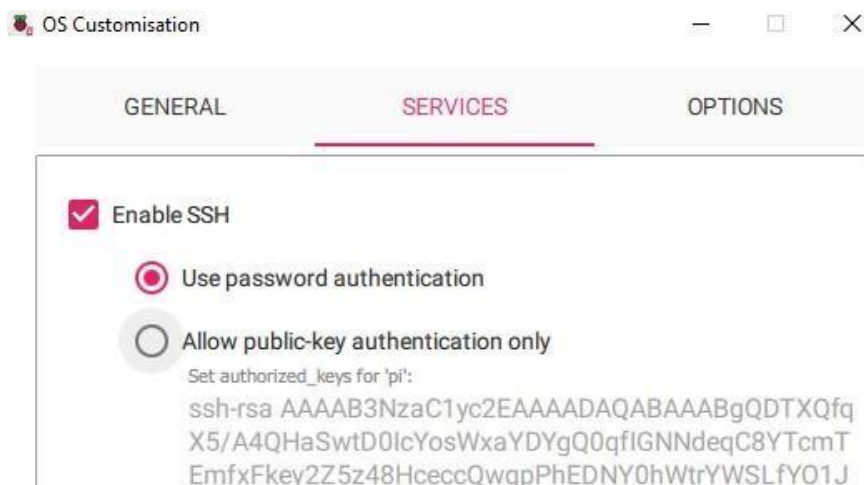 OS Customisation
GENERAL SERVICES OPTIONS
Enable SSH
Use password authentication
Allow public-key authentication only
Set authorized_keys for 'pi':
ssh-rsa AAAAB3NzaC1yc2EAAAADAQABAAABgQDTXQfq
X5/A4QHaSwtD0IcYosWxaYDYgQ0qfIGNNdeqC8YTcmT
EmfxFkey2Z5z48HceccQwgpPhEDNY0hWtrYWSLfYO1J